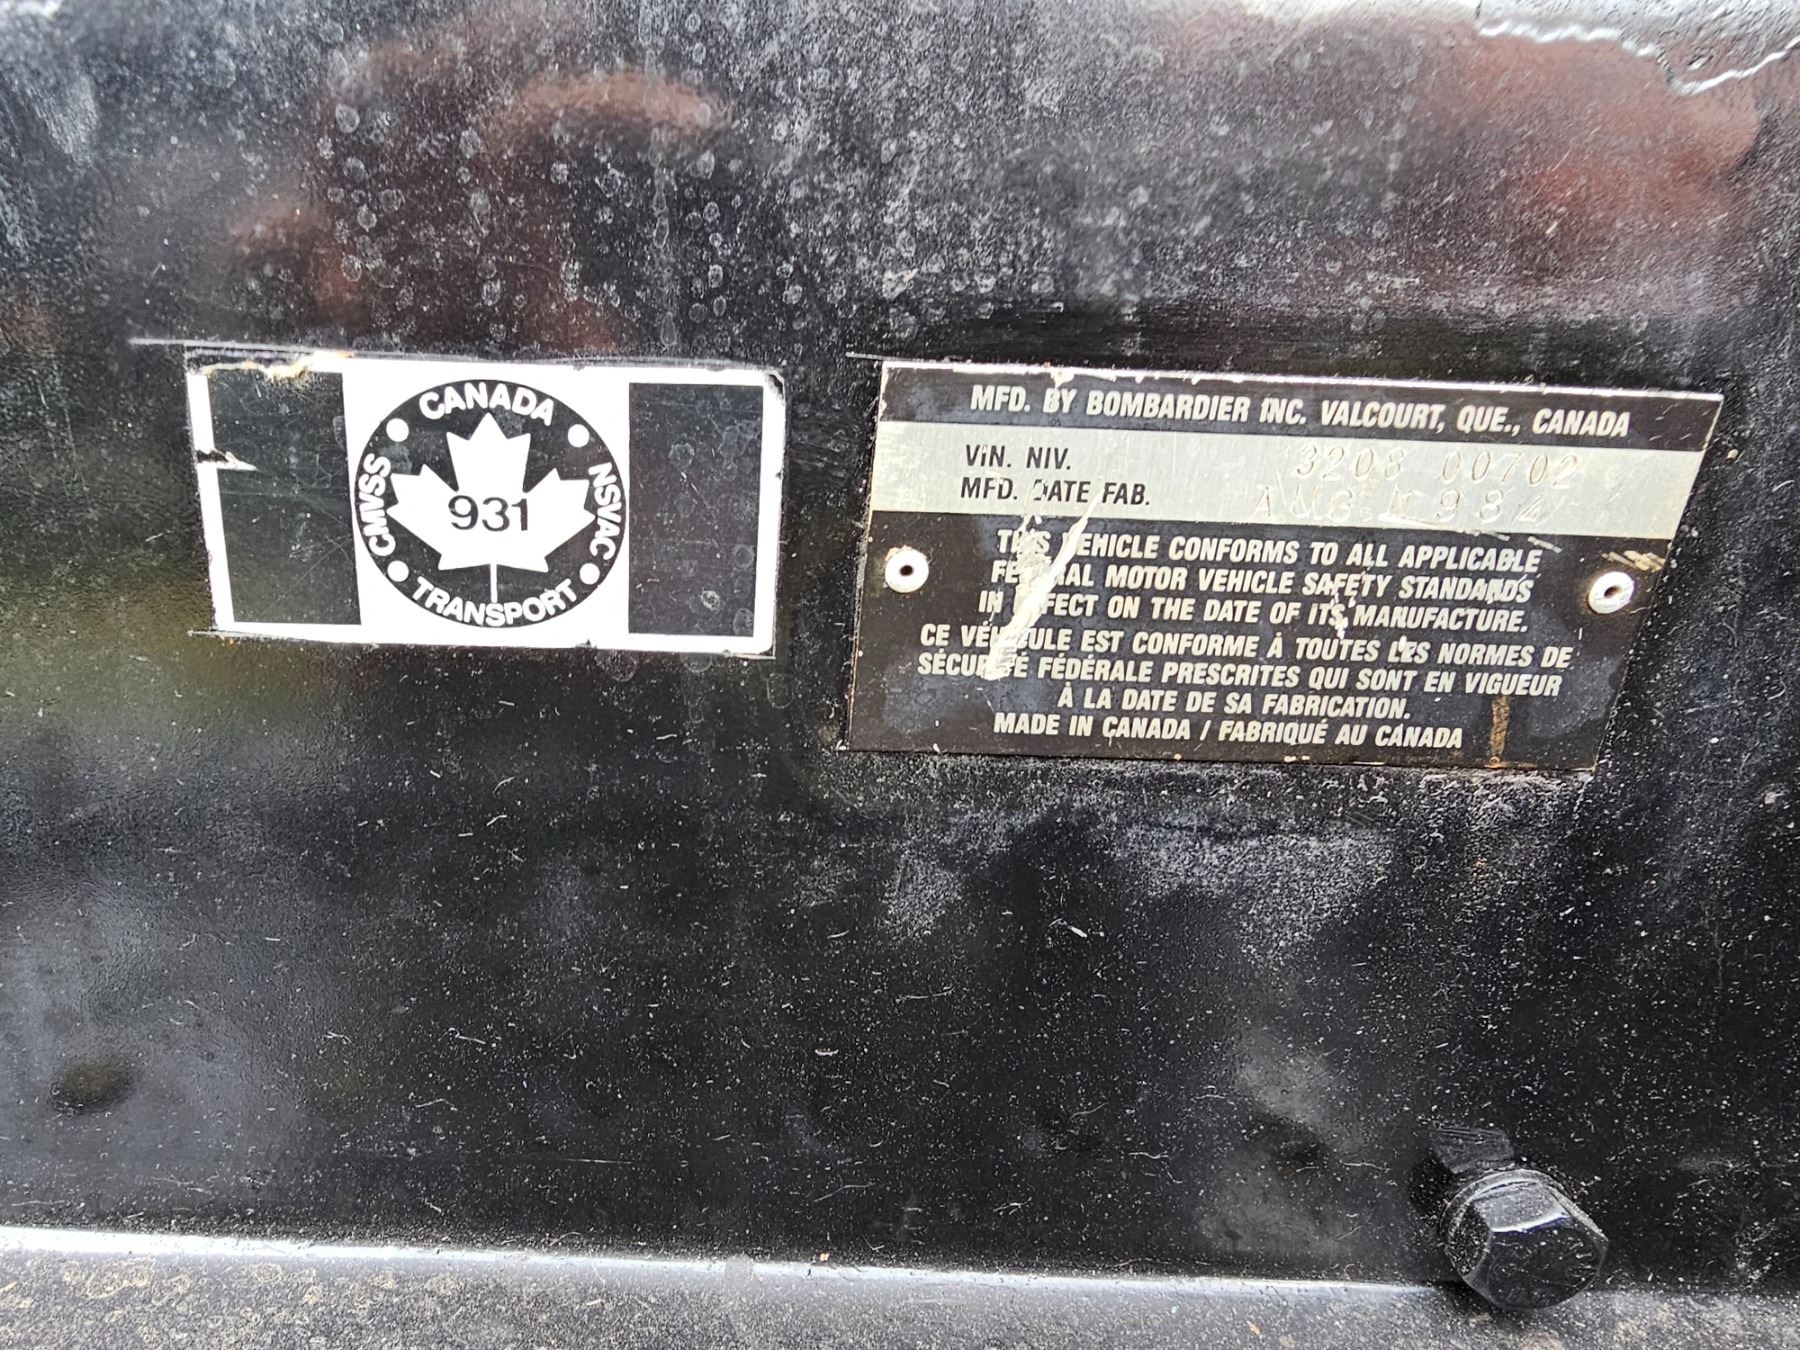 CANADA
CMVSS
931
NSVAC
TRANSPORT
MFD. BY BOMBARDIER INC. VALCOURT, QUE., CANADA
VIN. NIV. 3208 00702
MFD. DATE FAB. AUG. 1984
THIS VEHICLE CONFORMS TO ALL APPLICABLE
FEDERAL MOTOR VEHICLE SAFETY STANDARDS
IN EFFECT ON THE DATE OF ITS MANUFACTURE.
CE VÉHICULE EST CONFORME À TOUTES LES NORMES DE
SÉCURITÉ FÉDÉRALE PRESCRITES QUI SONT EN VIGUEUR
À LA DATE DE SA FABRICATION.
MADE IN CANADA / FABRIQUÉ AU CANADA